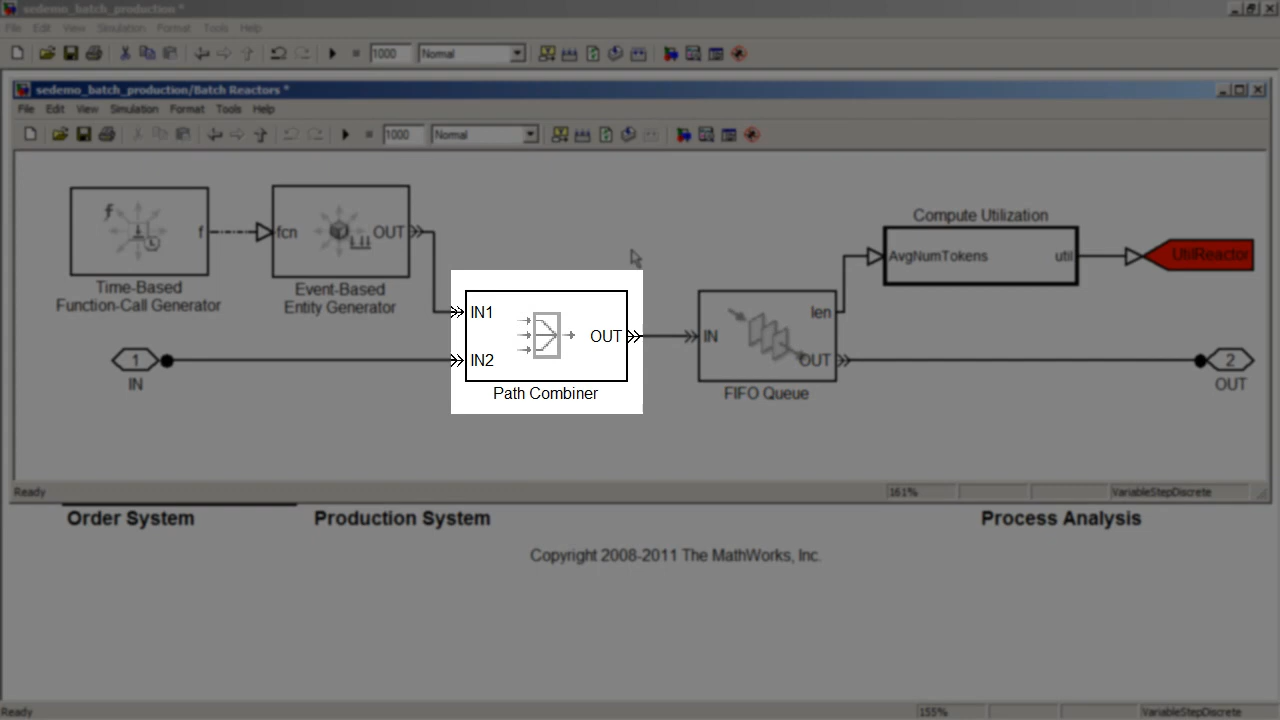 sedemo_batch_production *
File Edit View Simulation Format Tools Help
1000 Normal
sedemo_batch_production/Batch Reactors *
File Edit View Simulation Format Tools Help
1000 Normal
Compute Utilization
f f fcn OUT AvgNumTokens util UtilReactor
Time-Based
Function-Call Generator
Event-Based
Entity Generator
IN1 len
OUT IN
1 IN2 OUT 2
IN Path Combiner FIFO Queue OUT
Ready 161% VariableStepDiscrete
Order System Production System Process Analysis
Copyright 2008-2011 The MathWorks, Inc.
Ready 155% VariableStepDiscrete